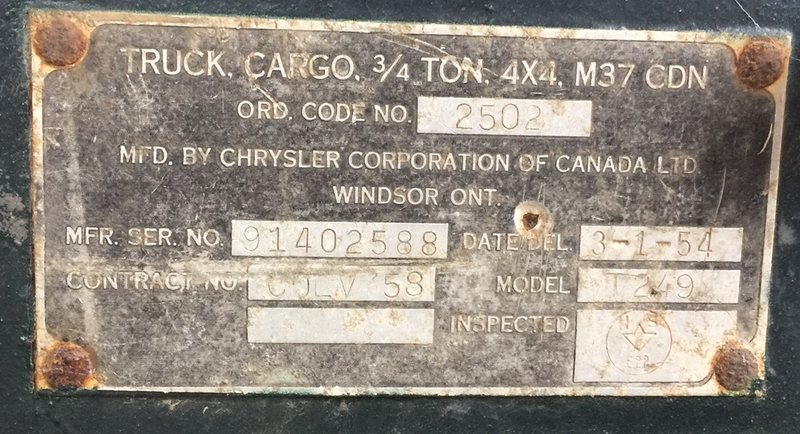 TRUCK, CARGO, 3/4 TON, 4X4, M37 CDN
ORD. CODE NO. 2502
MFD. BY CHRYSLER CORPORATION OF CANADA LTD.
WINDSOR ONT.
MFR. SER. NO. 91402588 DATE DEL. 3-1-54
CONTRACT NO 58 MODEL T249
INSPECTED